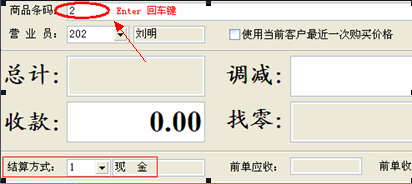 商品条码: 2 Enter 回车键
营 业 员: 202 刘明 使用当前客户最近一次购买价格
总计: 调减:
收款: 0.00 找零:
结算方式: 1 现 金 前单应收: 前单收